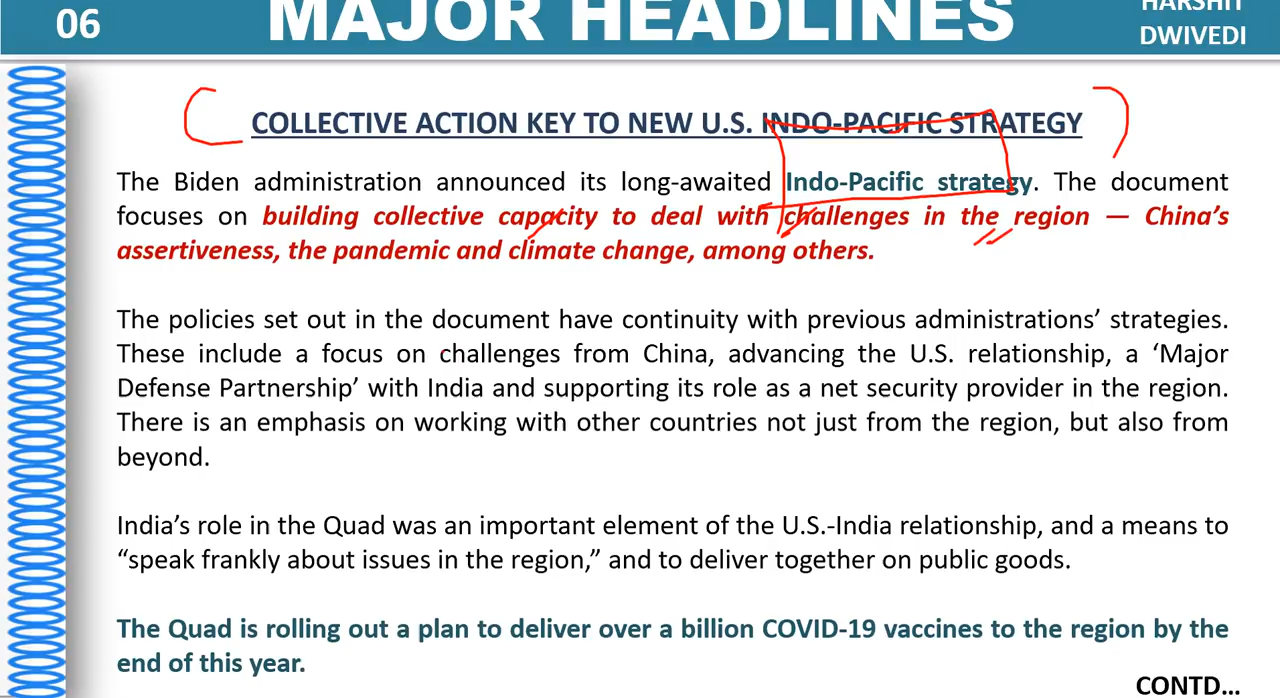 06
MAJOR HEADLINES
HARSHIT
DWIVEDI
COLLECTIVE ACTION KEY TO NEW U.S. INDO-PACIFIC STRATEGY
The Biden administration announced its long-awaited Indo-Pacific strategy. The document
focuses on building collective capacity to deal with challenges in the region — China’s
assertiveness, the pandemic and climate change, among others.
The policies set out in the document have continuity with previous administrations’ strategies.
These include a focus on challenges from China, advancing the U.S. relationship, a ‘Major
Defense Partnership’ with India and supporting its role as a net security provider in the region.
There is an emphasis on working with other countries not just from the region, but also from
beyond.
India’s role in the Quad was an important element of the U.S.-India relationship, and a means to
“speak frankly about issues in the region,” and to deliver together on public goods.
The Quad is rolling out a plan to deliver over a billion COVID-19 vaccines to the region by the
end of this year.
CONTD...